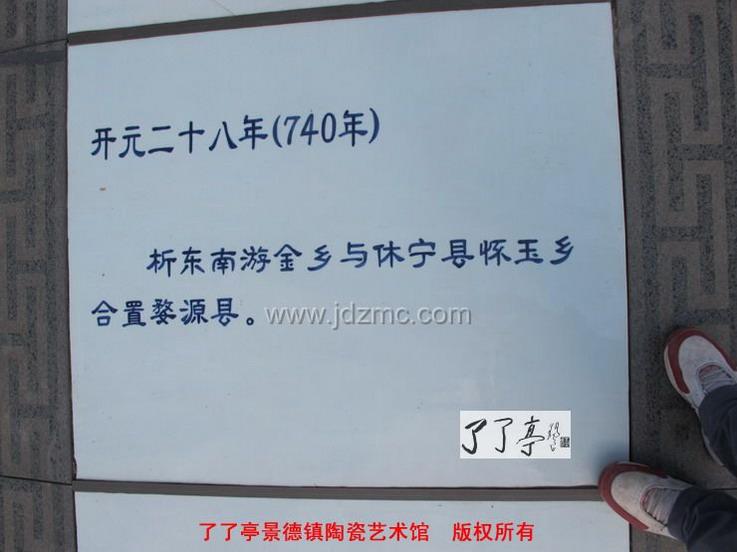 开元二十八年(740年)
析东南游金乡与休宁县怀玉乡
合置婺源县。
www.jdzmc.com
了了亭
了了亭景德镇陶瓷艺术馆 版权所有